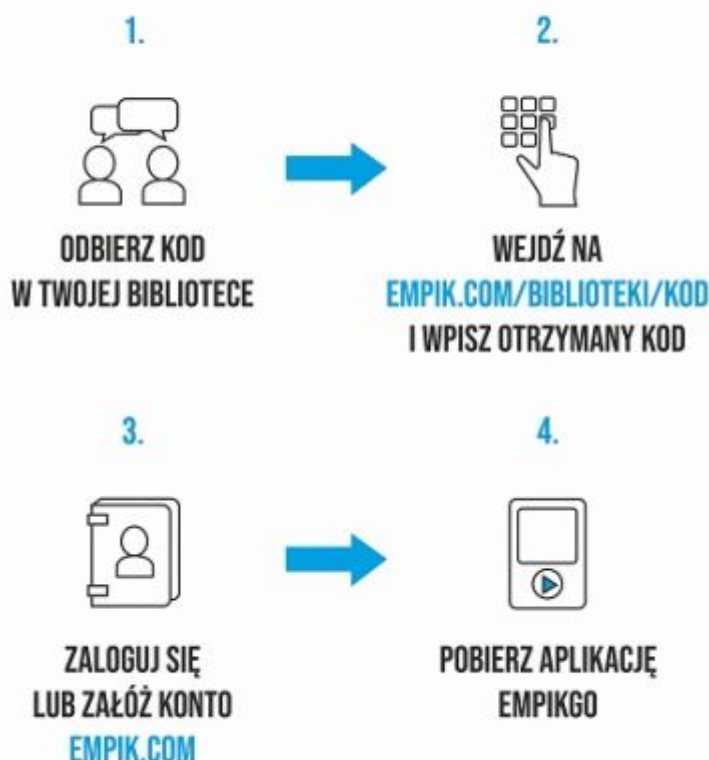 1.
ODBIERZ KOD
W TWOJEJ BIBLIOTECE
2.
WEJDŹ NA
EMPIK.COM/BIBLIOTEKI/KOD
I WPISZ OTRZYMANY KOD
3.
ZALOGUJ SIĘ
LUB ZAŁÓŻ KONTO
EMPIK.COM
4.
POBIERZ APLIKACJĘ
EMPIKGO